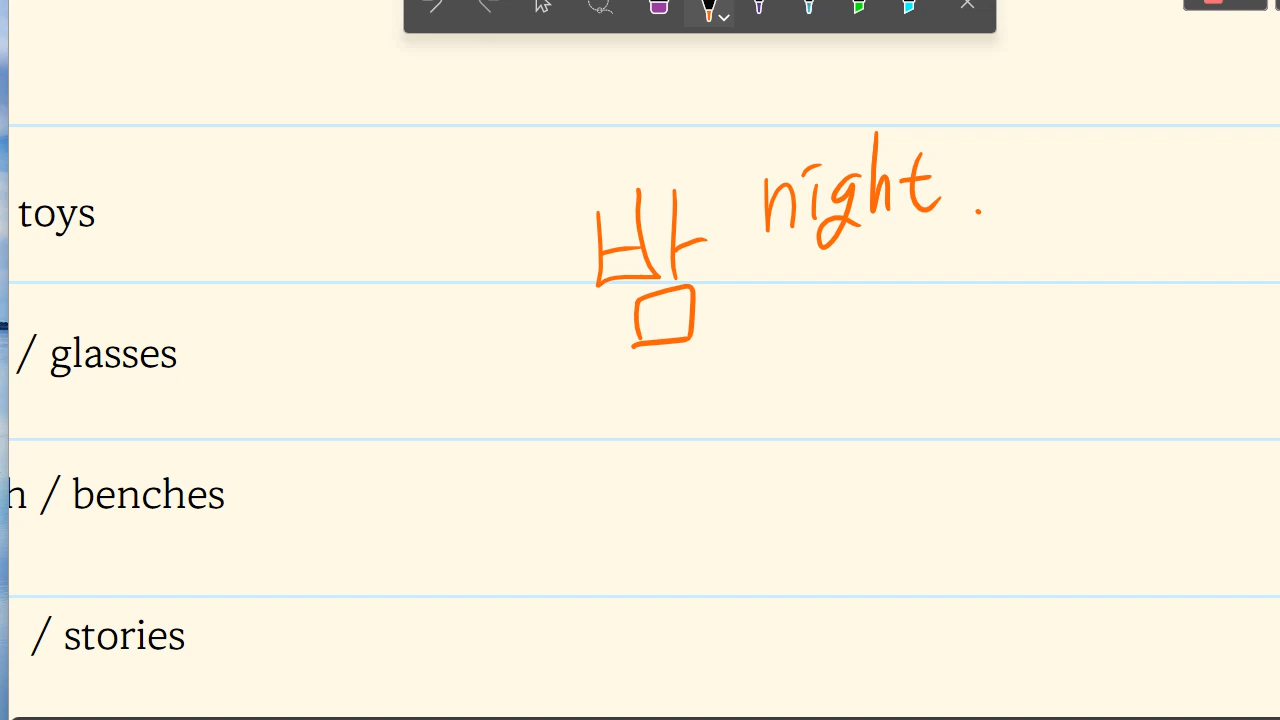 toys
밤 night.
/ glasses
h / benches
/ stories